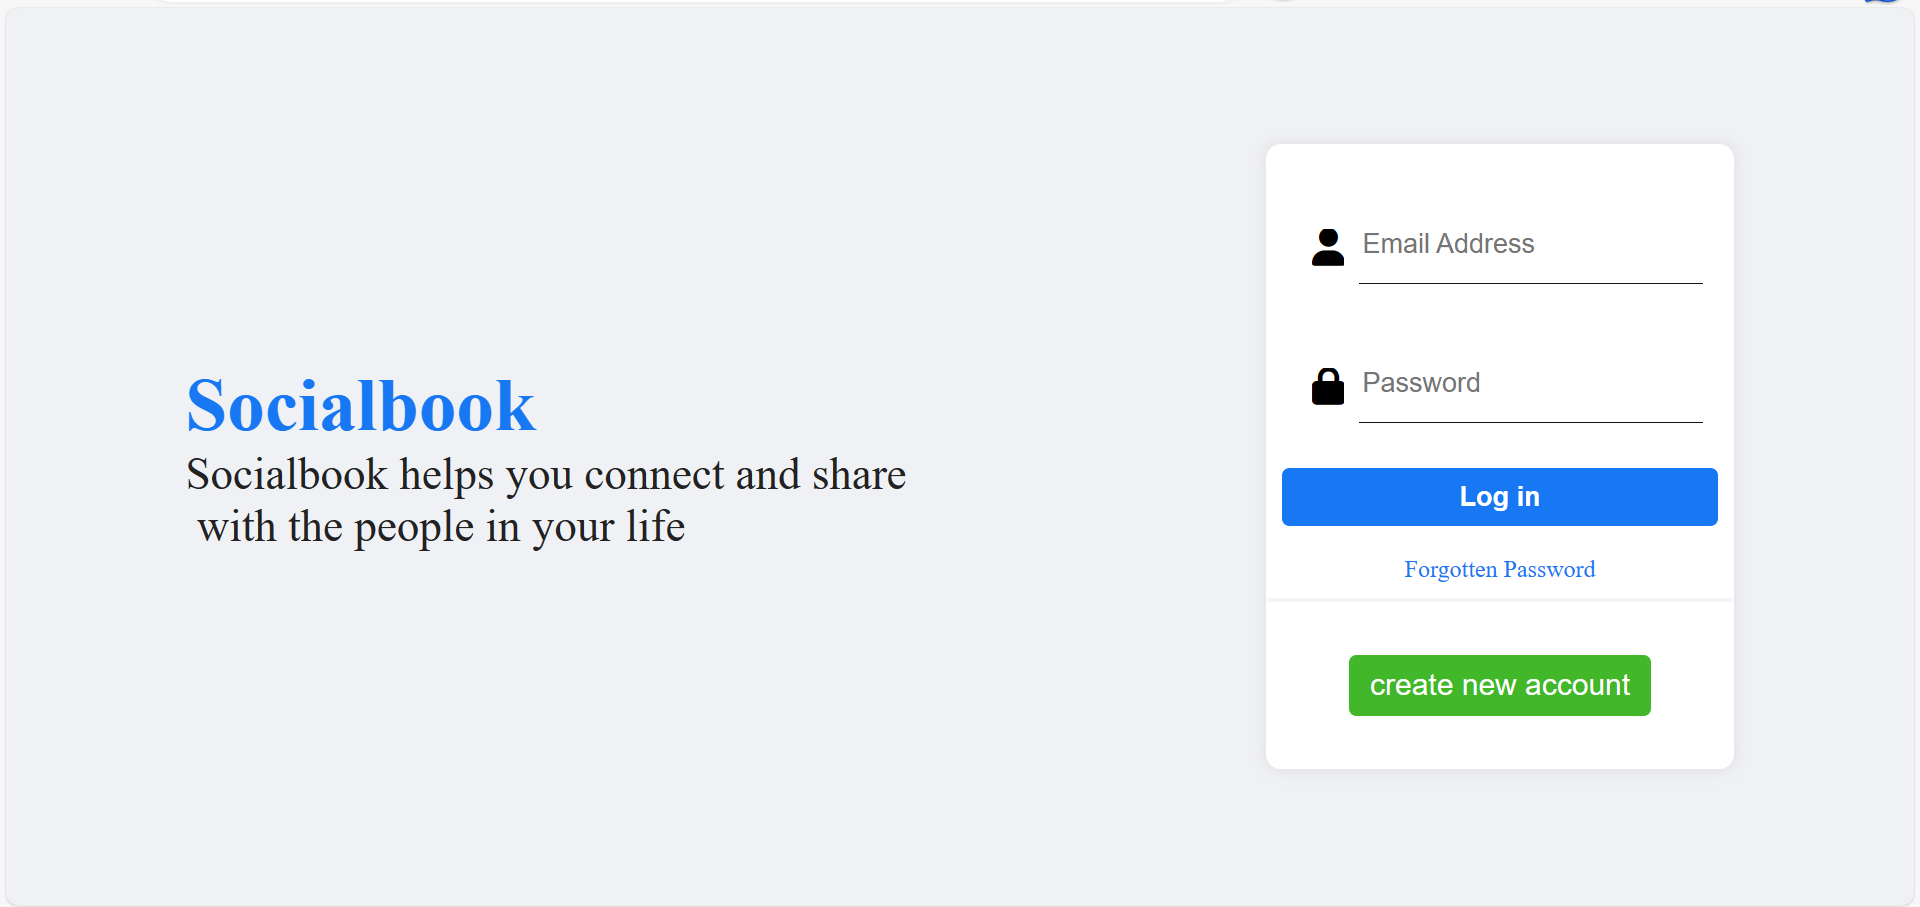 Socialbook
Socialbook helps you connect and share
with the people in your life
Email Address
Password
Log in
Forgotten Password
create new account